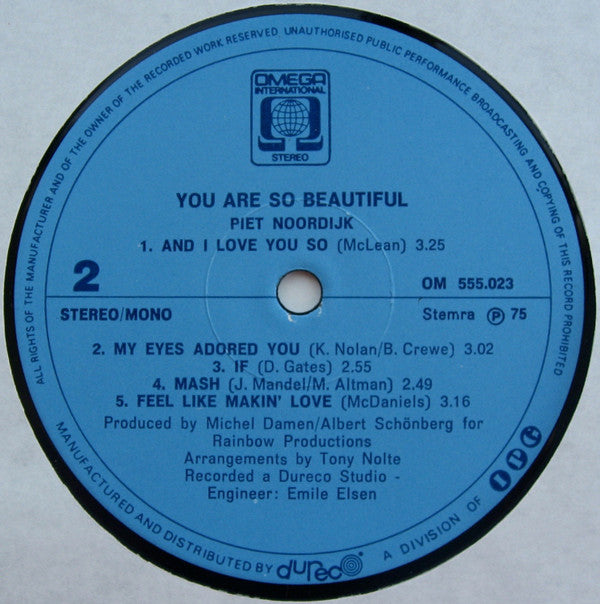 ALL RIGHTS OF THE MANUFACTURER AND OF THE OWNER OF THE RECORDED WORK RESERVED UNAUTHORISED PUBLIC PERFORMANCE BROADCASTING AND COPYING OF THIS RECORD PROHIBITED
OMEGA
INTERNATIONAL
STEREO
YOU ARE SO BEAUTIFUL
PIET NOORDIJK
1. AND I LOVE YOU SO (McLean) 3.25
2
OM 555.023
STEREO/MONO
Stemra Ⓟ 75
2. MY EYES ADORED YOU (K. Nolan/B. Crewe) 3.02
3. IF (D. Gates) 2.55
4. MASH (J. Mandel/M. Altman) 2.49
5. FEEL LIKE MAKIN' LOVE (McDaniels) 3.16
Produced by Michel Damen/Albert Schönberg for
Rainbow Productions
Arrangements by Tony Nolte
Recorded a Dureco Studio -
Engineer: Emile Elsen
MANUFACTURED AND DISTRIBUTED BY dureco A DIVISION OF